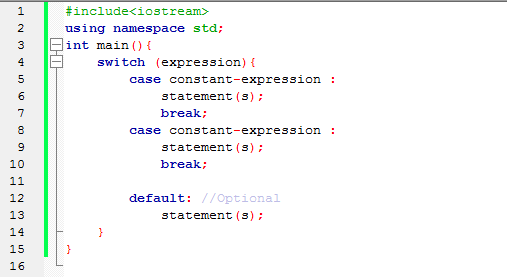 1 #include<iostream>
2 using namespace std;
3 int main(){
4 switch (expression){
5 case constant-expression :
6 statement(s);
7 break;
8 case constant-expression :
9 statement(s);
10 break;
11
12 default: //Optional
13 statement(s);
14 }
15 }
16